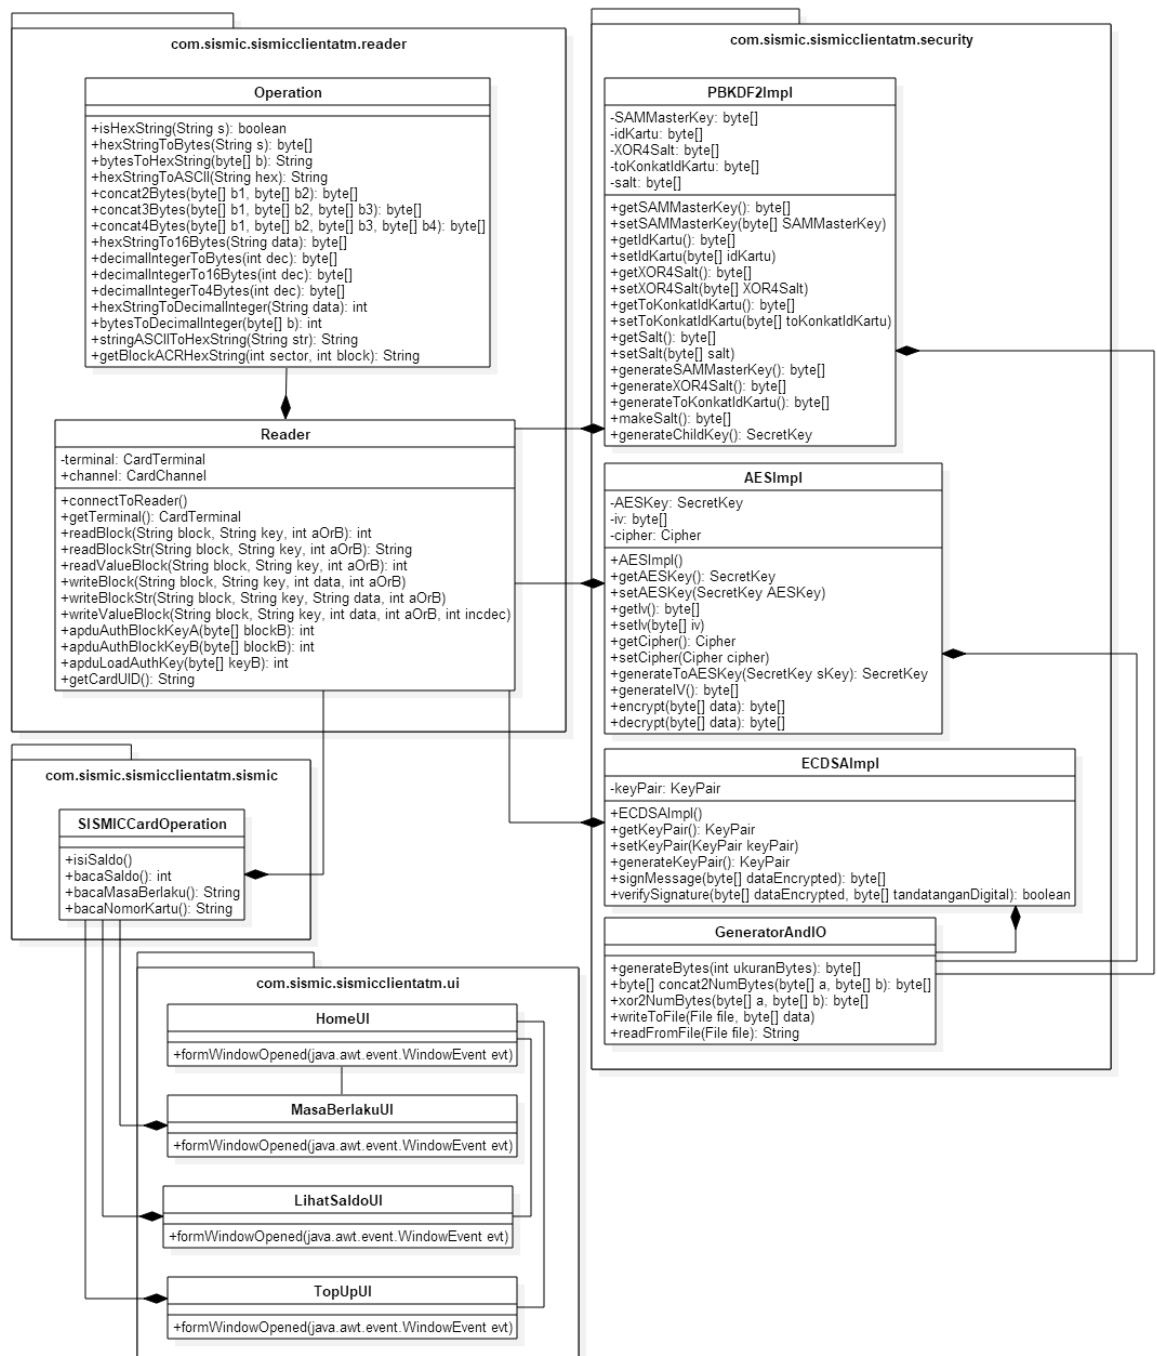 com.sismic.sismicclientatm.reader
Operation
+isHexString(String s): boolean
+hexStringToBytes(String s): byte[]
+bytesToHexString(byte[] b): String
+hexStringToASCII(String hex): String
+concat2Bytes(byte[] b1, byte[] b2): byte[]
+concat3Bytes(byte[] b1, byte[] b2, byte[] b3): byte[]
+concat4Bytes(byte[] b1, byte[] b2, byte[] b3, byte[] b4): byte[]
+hexStringTo16Bytes(String data): byte[]
+decimalIntegerToBytes(int dec): byte[]
+decimalIntegerTo16Bytes(int dec): byte[]
+decimalIntegerTo4Bytes(int dec): byte[]
+hexStringToDecimalInteger(String data): int
+bytesToDecimalInteger(byte[] b): int
+stringASCIIToHexString(String str): String
+getBlockACRHexString(int sector, int block): String
Reader
-terminal: CardTerminal
+channel: CardChannel
+connectToReader()
+getTerminal(): CardTerminal
+readBlock(String block, String key, int aOrB): int
+readBlockStr(String block, String key, int aOrB): String
+readValueBlock(String block, String key, int aOrB): int
+writeBlock(String block, String key, int data, int aOrB)
+writeBlockStr(String block, String key, String data, int aOrB)
+writeValueBlock(String block, String key, int data, int aOrB, int incdec)
+apduAuthBlockKeyA(byte[] blockB): int
+apduAuthBlockKeyB(byte[] blockB): int
+apduLoadAuthKey(byte[] keyB): int
+getCardUID(): String
com.sismic.sismicclientatm.security
PBKDF2Impl
-SAMMasterKey: byte[]
-idKartu: byte[]
-XOR4Salt: byte[]
-toKonkatIdKartu: byte[]
-salt: byte[]
+getSAMMasterKey(): byte[]
+setSAMMasterKey(byte[] SAMMasterKey)
+getIdKartu(): byte[]
+setIdKartu(byte[] idKartu)
+getXOR4Salt(): byte[]
+setXOR4Salt(byte[] XOR4Salt)
+getToKonkatIdKartu(): byte[]
+setToKonkatIdKartu(byte[] toKonkatIdKartu)
+getSalt(): byte[]
+setSalt(byte[] salt)
+generateSAMMasterKey(): byte[]
+generateXOR4Salt(): byte[]
+generateToKonkatIdKartu(): byte[]
+makeSalt(): byte[]
+generateChildKey(): SecretKey
AESImpl
-AESKey: SecretKey
-iv: byte[]
-cipher: Cipher
+AESImpl()
+getAESKey(): SecretKey
+setAESKey(SecretKey AESKey)
+getIv(): byte[]
+setIv(byte[] iv)
+getCipher(): Cipher
+setCipher(Cipher cipher)
+generateToAESKey(SecretKey sKey): SecretKey
+generateIV(): byte[]
+encrypt(byte[] data): byte[]
+decrypt(byte[] data): byte[]
ECDSAImpl
-keyPair: KeyPair
+ECDSAImpl()
+getKeyPair(): KeyPair
+setKeyPair(KeyPair keyPair)
+generateKeyPair(): KeyPair
+signMessage(byte[] dataEncrypted): byte[]
+verifySignature(byte[] dataEncrypted, byte[] tandatanganDigital): boolean
GeneratorAndIO
+generateBytes(int ukuranBytes): byte[]
+byte[] concat2NumBytes(byte[] a, byte[] b): byte[]
+xor2NumBytes(byte[] a, byte[] b): byte[]
+writeToFile(File file, byte[] data)
+readFromFile(File file): String
com.sismic.sismicclientatm.sismic
SISMICCardOperation
+isiSaldo()
+bacaSaldo(): int
+bacaMasaBerlaku(): String
+bacaNomorKartu(): String
com.sismic.sismicclientatm.ui
HomeUI
+formWindowOpened(java.awt.event.WindowEvent evt)
MasaBerlakuUI
+formWindowOpened(java.awt.event.WindowEvent evt)
LihatSaldoUI
+formWindowOpened(java.awt.event.WindowEvent evt)
TopUpUI
+formWindowOpened(java.awt.event.WindowEvent evt)